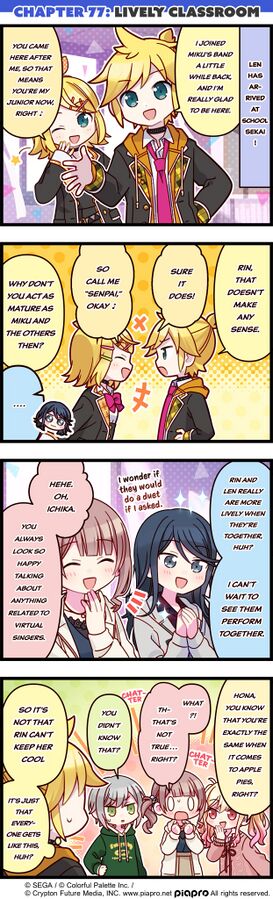 CHAPTER 77: LIVELY CLASSROOM
LEN
HAS
AR-
RIVED
AT
SCHOOL
SEKAI
!
I JOINED
MIKU'S BAND
A LITTLE
WHILE BACK,
AND I'M
REALLY GLAD
TO BE HERE.
YOU CAME
HERE AFTER
ME, SO THAT
MEANS
YOU'RE MY
JUNIOR NOW,
RIGHT♪
RIN,
THAT
DOESN'T
MAKE
ANY
SENSE.
SURE
IT
DOES!
SO
CALL ME
"SENPAI,"
OKAY♪
WHY DON'T
YOU ACT AS
MATURE AS
MIKU AND
THE OTHERS
THEN?
....
RIN AND
LEN REALLY
ARE MORE
LIVELY WHEN
THEY'RE
TOGETHER,
HUH?
I CAN'T
WAIT TO
SEE THEM
PERFORM
TOGETHER.
I wonder if
they would
do a duet
if I asked.
HEHE.
OH,
ICHIKA.
YOU
ALWAYS
LOOK SO
HAPPY
TALKING
ABOUT
ANYTHING
RELATED TO
VIRTUAL
SINGERS.
HONA,
YOU KNOW
THAT YOU'RE
EXACTLY
THE SAME
WHEN IT
COMES TO
APPLE
PIES,
RIGHT?
WHAT
?!
TH-
THAT'S
NOT
TRUE...
RIGHT?
CHAT-
TER
CHAT-
TER
YOU
DIDN'T
KNOW
THAT?
SO IT'S
NOT THAT
RIN CAN'T
KEEP HER
COOL
IT'S JUST
THAT
EVERY-
ONE GETS
LIKE THIS,
HUH?
© SEGA / © Colorful Palette Inc. /
© Crypton Future Media, INC. www.piapro.net piapro All rights reserved.